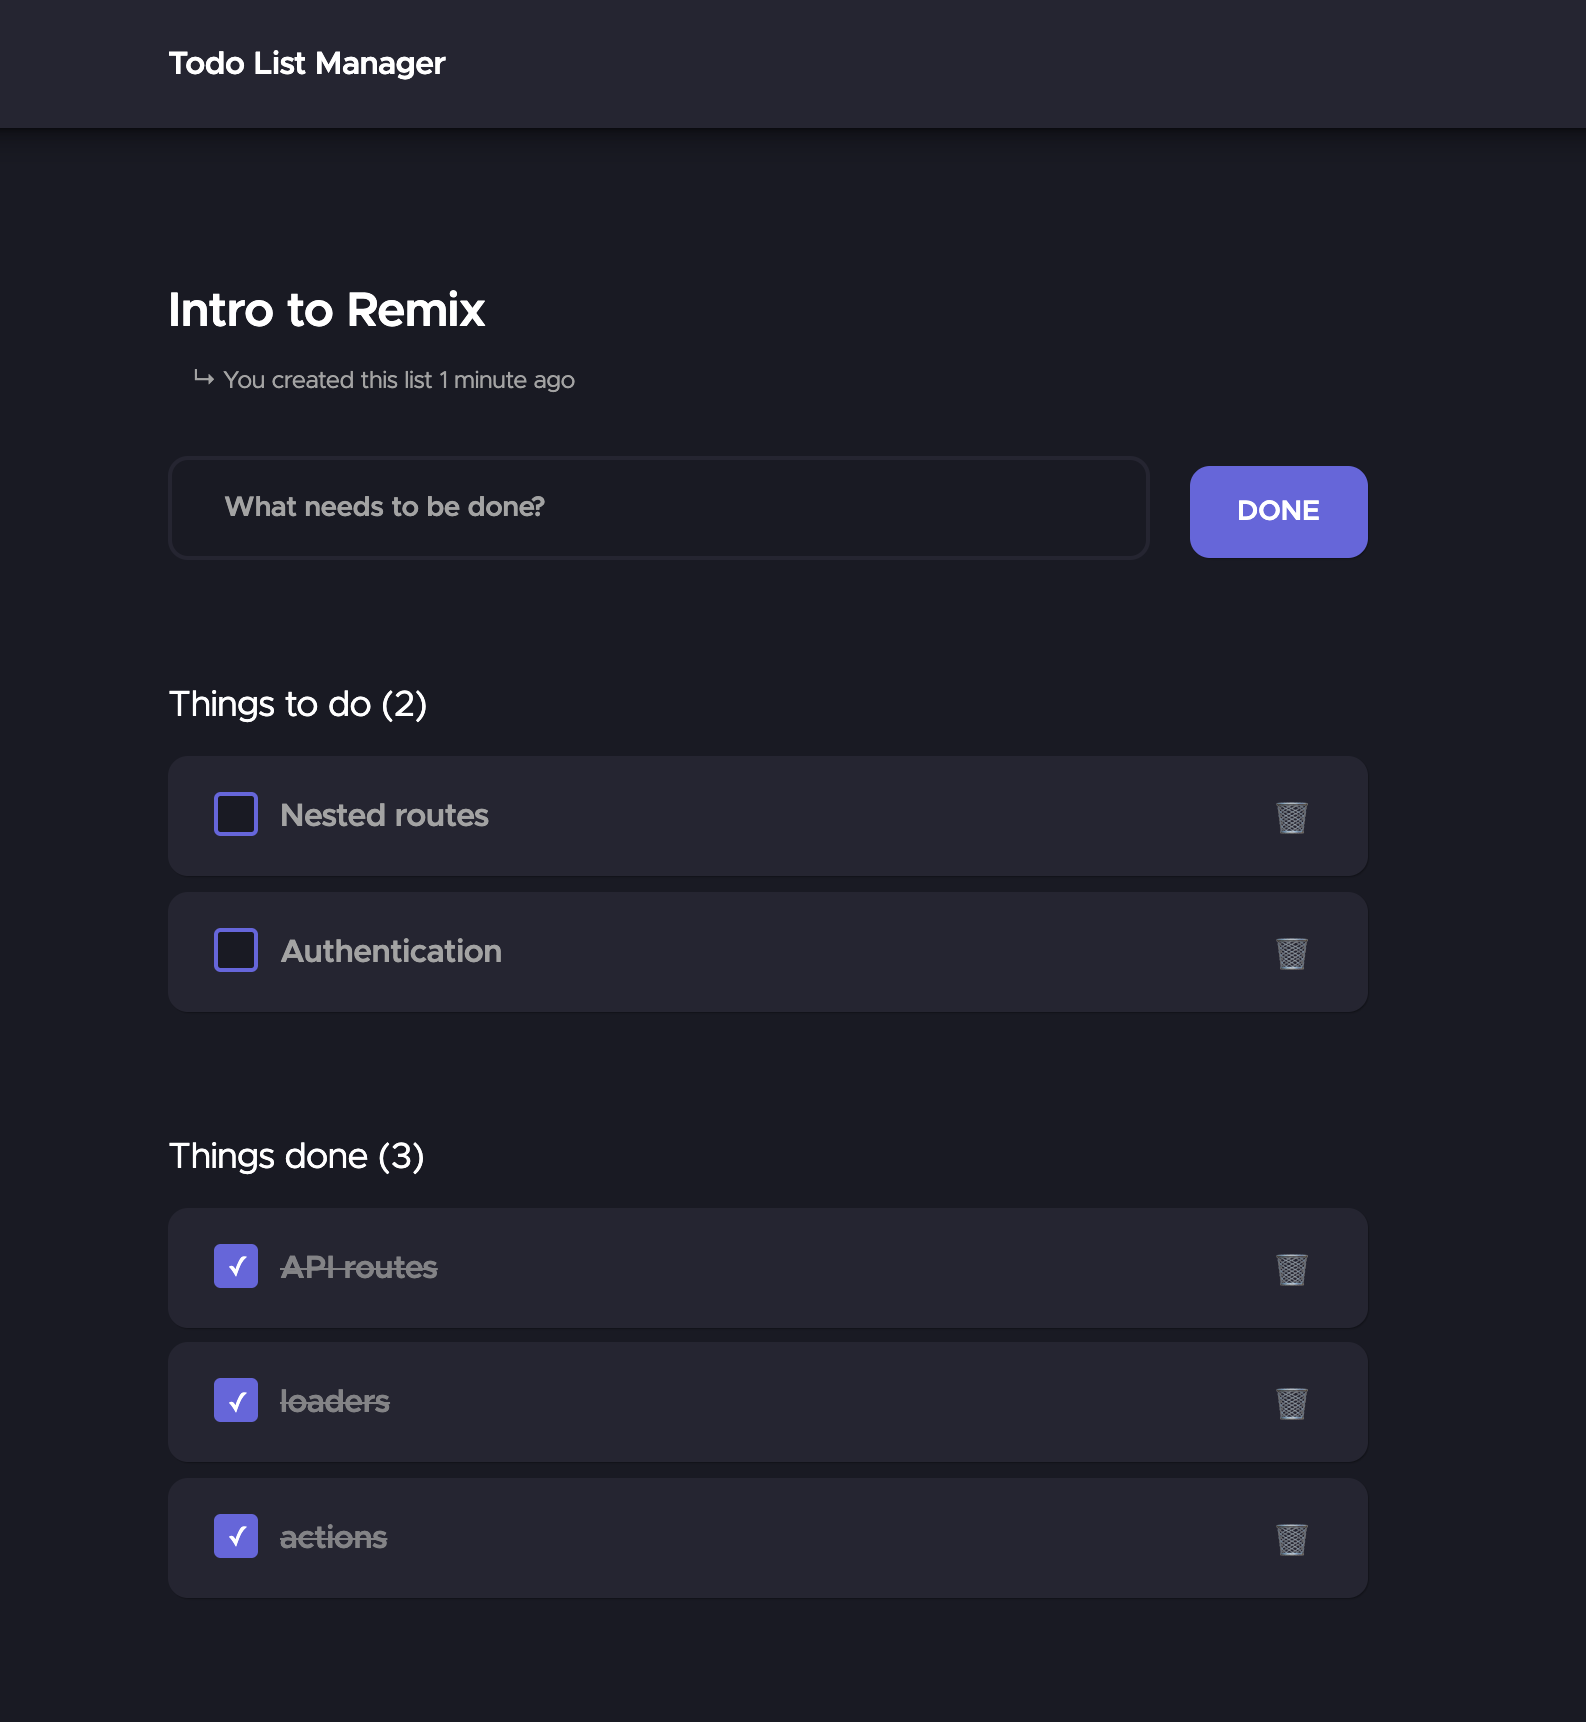 Todo List Manager
Intro to Remix
↳ You created this list 1 minute ago
What needs to be done?
DONE
Things to do (2)
Nested routes
Authentication
Things done (3)
API routes
loaders
actions